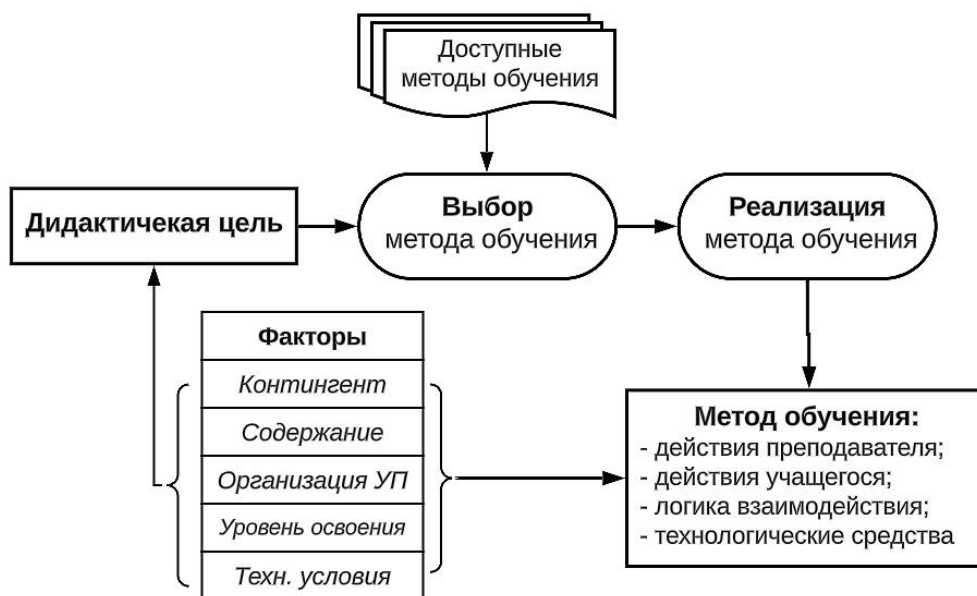 Доступные
методы обучения
Дидактичекая цель
Выбор
метода обучения
Реализация
метода обучения
Факторы
Контингент
Содержание
Организация УП
Уровень освоения
Техн. условия
Метод обучения:
- действия преподавателя;
- действия учащегося;
- логика взаимодействия;
- технологические средства